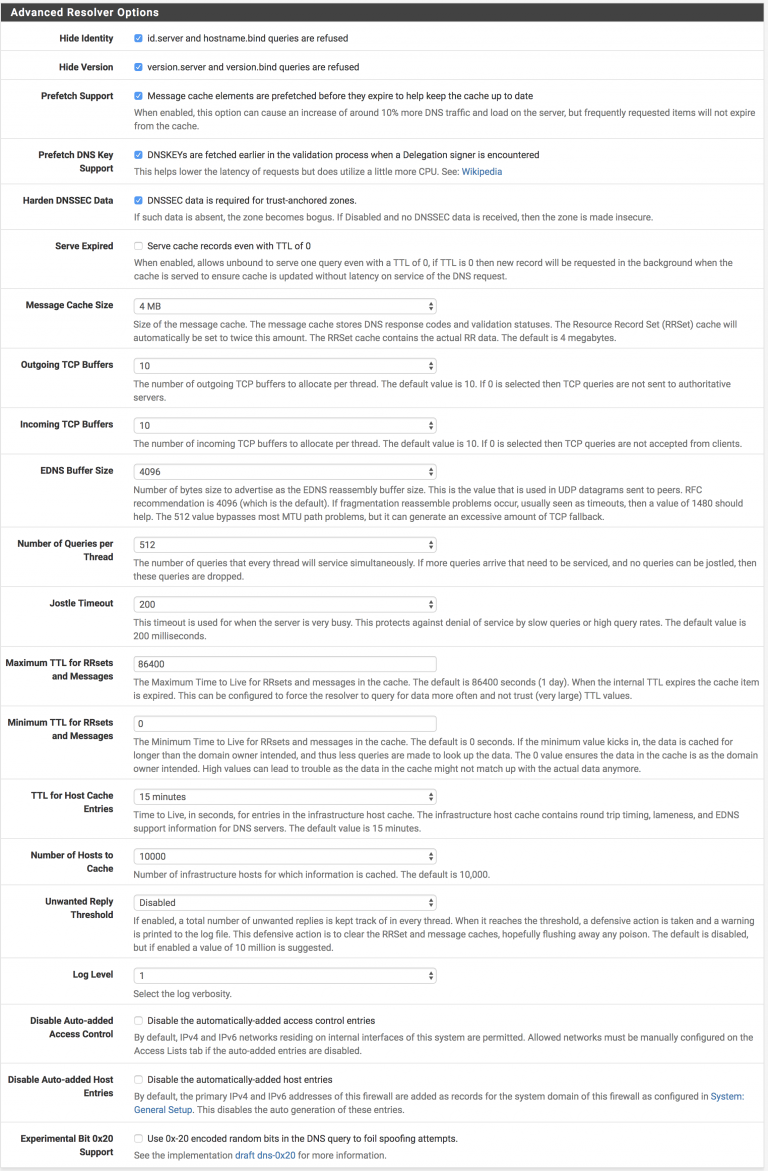 Advanced Resolver Options
Hide Identity
id.server and hostname.bind queries are refused
Hide Version
version.server and version.bind queries are refused
Prefetch Support
Message cache elements are prefetched before they expire to help keep the cache up to date
When enabled, this option can cause an increase of around 10% more DNS traffic and load on the server, but frequently requested items will not expire
from the cache.
Prefetch DNS Key
Support
DNSKEYs are fetched earlier in the validation process when a Delegation signer is encountered
This helps lower the latency of requests but does utilize a little more CPU. See: Wikipedia
Harden DNSSEC Data
DNSSEC data is required for trust-anchored zones.
If such data is absent, the zone becomes bogus. If Disabled and no DNSSEC data is received, then the zone is made insecure.
Serve Expired
Serve cache records even with TTL of 0
When enabled, allows unbound to serve one query even with a TTL of 0, if TTL is 0 then new record will be requested in the background when the
cache is served to ensure cache is updated without latency on service of the DNS request.
Message Cache Size
4 MB
Size of the message cache. The message cache stores DNS response codes and validation statuses. The Resource Record Set (RRSet) cache will
automatically be set to twice this amount. The RRSet cache contains the actual RR data. The default is 4 megabytes.
Outgoing TCP Buffers
10
The number of outgoing TCP buffers to allocate per thread. The default value is 10. If 0 is selected then TCP queries are not sent to authoritative
servers.
Incoming TCP Buffers
10
The number of incoming TCP buffers to allocate per thread. The default value is 10. If 0 is selected then TCP queries are not accepted from clients.
EDNS Buffer Size
4096
Number of bytes size to advertise as the EDNS reassembly buffer size. This is the value that is used in UDP datagrams sent to peers. RFC
recommendation is 4096 (which is the default). If fragmentation reassemble problems occur, usually seen as timeouts, then a value of 1480 should
help. The 512 value bypasses most MTU path problems, but it can generate an excessive amount of TCP fallback.
Number of Queries per
Thread
512
The number of queries that every thread will service simultaneously. If more queries arrive that need to be serviced, and no queries can be jostled, then
these queries are dropped.
Jostle Timeout
200
This timeout is used for when the server is very busy. This protects against denial of service by slow queries or high query rates. The default value is
200 milliseconds.
Maximum TTL for RRsets
and Messages
86400
The Maximum Time to Live for RRsets and messages in the cache. The default is 86400 seconds (1 day). When the internal TTL expires the cache item
is expired. This can be configured to force the resolver to query for data more often and not trust (very large) TTL values.
Minimum TTL for RRsets
and Messages
0
The Minimum Time to Live for RRsets and messages in the cache. The default is 0 seconds. If the minimum value kicks in, the data is cached for
longer than the domain owner intended, and thus less queries are made to look up the data. The 0 value ensures the data in the cache is as the domain
owner intended. High values can lead to trouble as the data in the cache might not match up with the actual data anymore.
TTL for Host Cache
Entries
15 minutes
Time to Live, in seconds, for entries in the infrastructure host cache. The infrastructure host cache contains round trip timing, lameness, and EDNS
support information for DNS servers. The default value is 15 minutes.
Number of Hosts to
Cache
10000
Number of infrastructure hosts for which information is cached. The default is 10,000.
Unwanted Reply
Threshold
Disabled
If enabled, a total number of unwanted replies is kept track of in every thread. When it reaches the threshold, a defensive action is taken and a warning
is printed to the log file. This defensive action is to clear the RRSet and message caches, hopefully flushing away any poison. The default is disabled,
but if enabled a value of 10 million is suggested.
Log Level
1
Select the log verbosity.
Disable Auto-added
Access Control
Disable the automatically-added access control entries
By default, IPv4 and IPv6 networks residing on internal interfaces of this system are permitted. Allowed networks must be manually configured on the
Access Lists tab if the auto-added entries are disabled.
Disable Auto-added Host
Entries
Disable the automatically-added host entries
By default, the primary IPv4 and IPv6 addresses of this firewall are added as records for the system domain of this firewall as configured in System:
General Setup. This disables the auto generation of these entries.
Experimental Bit 0x20
Support
Use 0x-20 encoded random bits in the DNS query to foil spoofing attempts.
See the implementation draft dns-0x20 for more information.